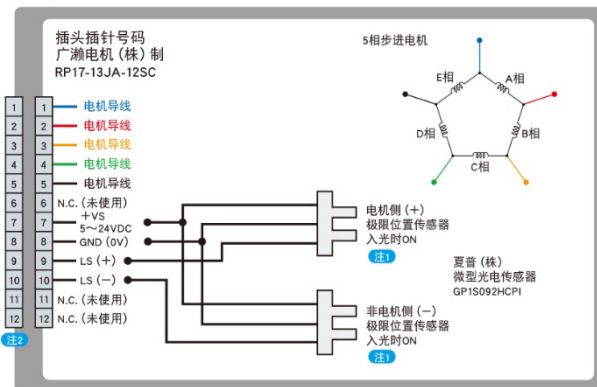 插头插针号码
广濑电机（株）制
RP17-13JA-12SC
5相步进电机
E相
A相
D相
B相
C相
1 1 电机导线
2 2 电机导线
3 3 电机导线
4 4 电机导线
5 5 电机导线
6 6 N.C.（未使用）
7 7 +VS
5～24VDC
8 8 GND（0V）
9 9 LS（+）
10 10 LS（—）
11 11 N.C.（未使用）
12 12 N.C.（未使用）
注2
电机侧（+）
极限位置传感器
入光时ON
注1
夏普（株）
微型光电传感器
GP1S092HCPI
非电机侧（—）
极限位置传感器
入光时ON
注1